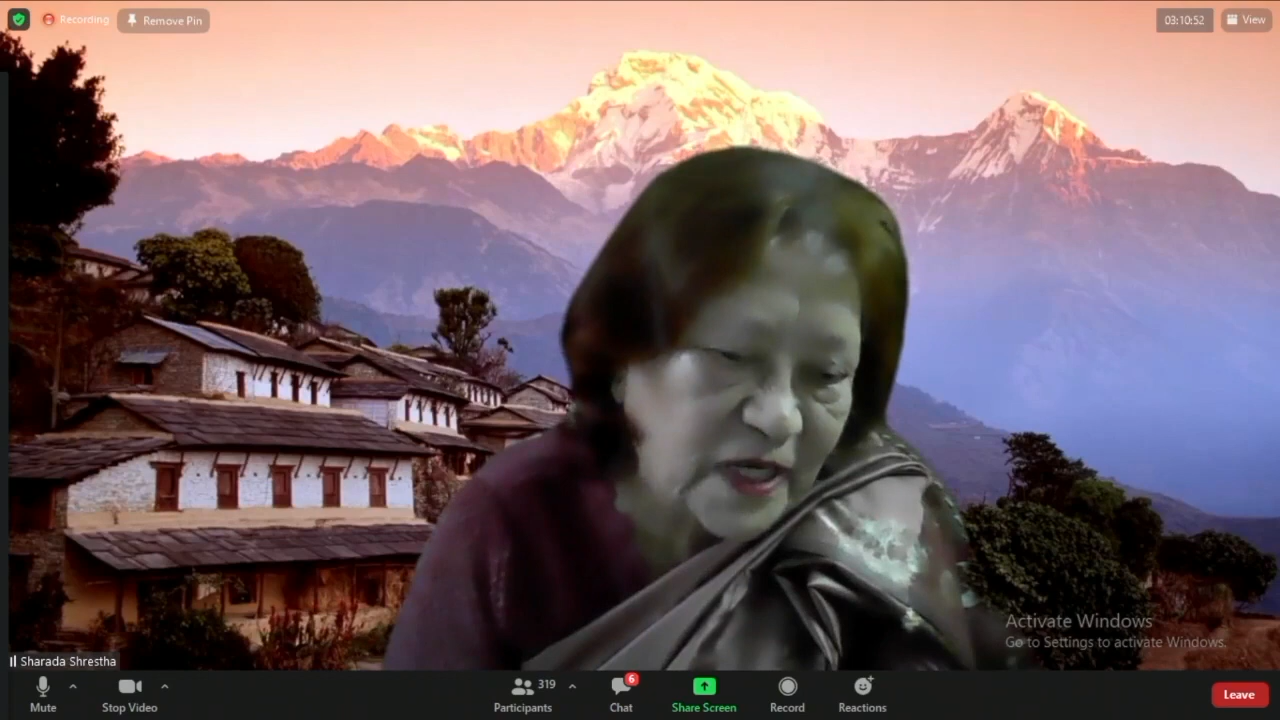 Recording
Remove Pin
03:10:52
View
Activate Windows
Go to Settings to activate Windows.
Sharada Shrestha
Mute
Stop Video
319
Participants
6
Chat
Share Screen
Record
Reactions
Leave